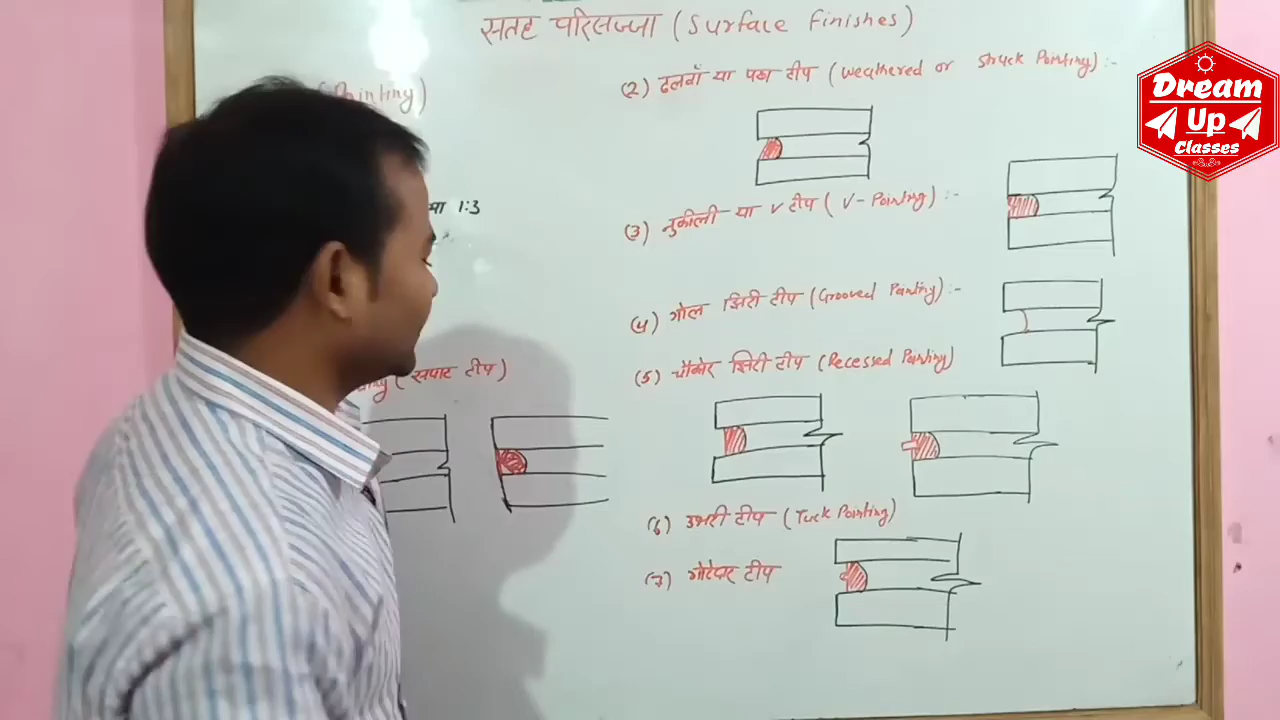 सतह परिसज्जा (Surface Finishes)
Pointing)
या 1:3
(सपाट टीप)
(2) ढलवाँ या पक्का टीप (Weathered or Struck Pointing) :-
(3) नुकीली या V टीप (V-Pointing) :-
(4) गोल झिरी टीप (Grooved Pointing) :-
(5) चौकोर झिरी टीप (Recessed Pointing)
(6) उभरी टीप (Tuck Pointing)
(7) गोटेदार टीप
Dream
Up
Classes